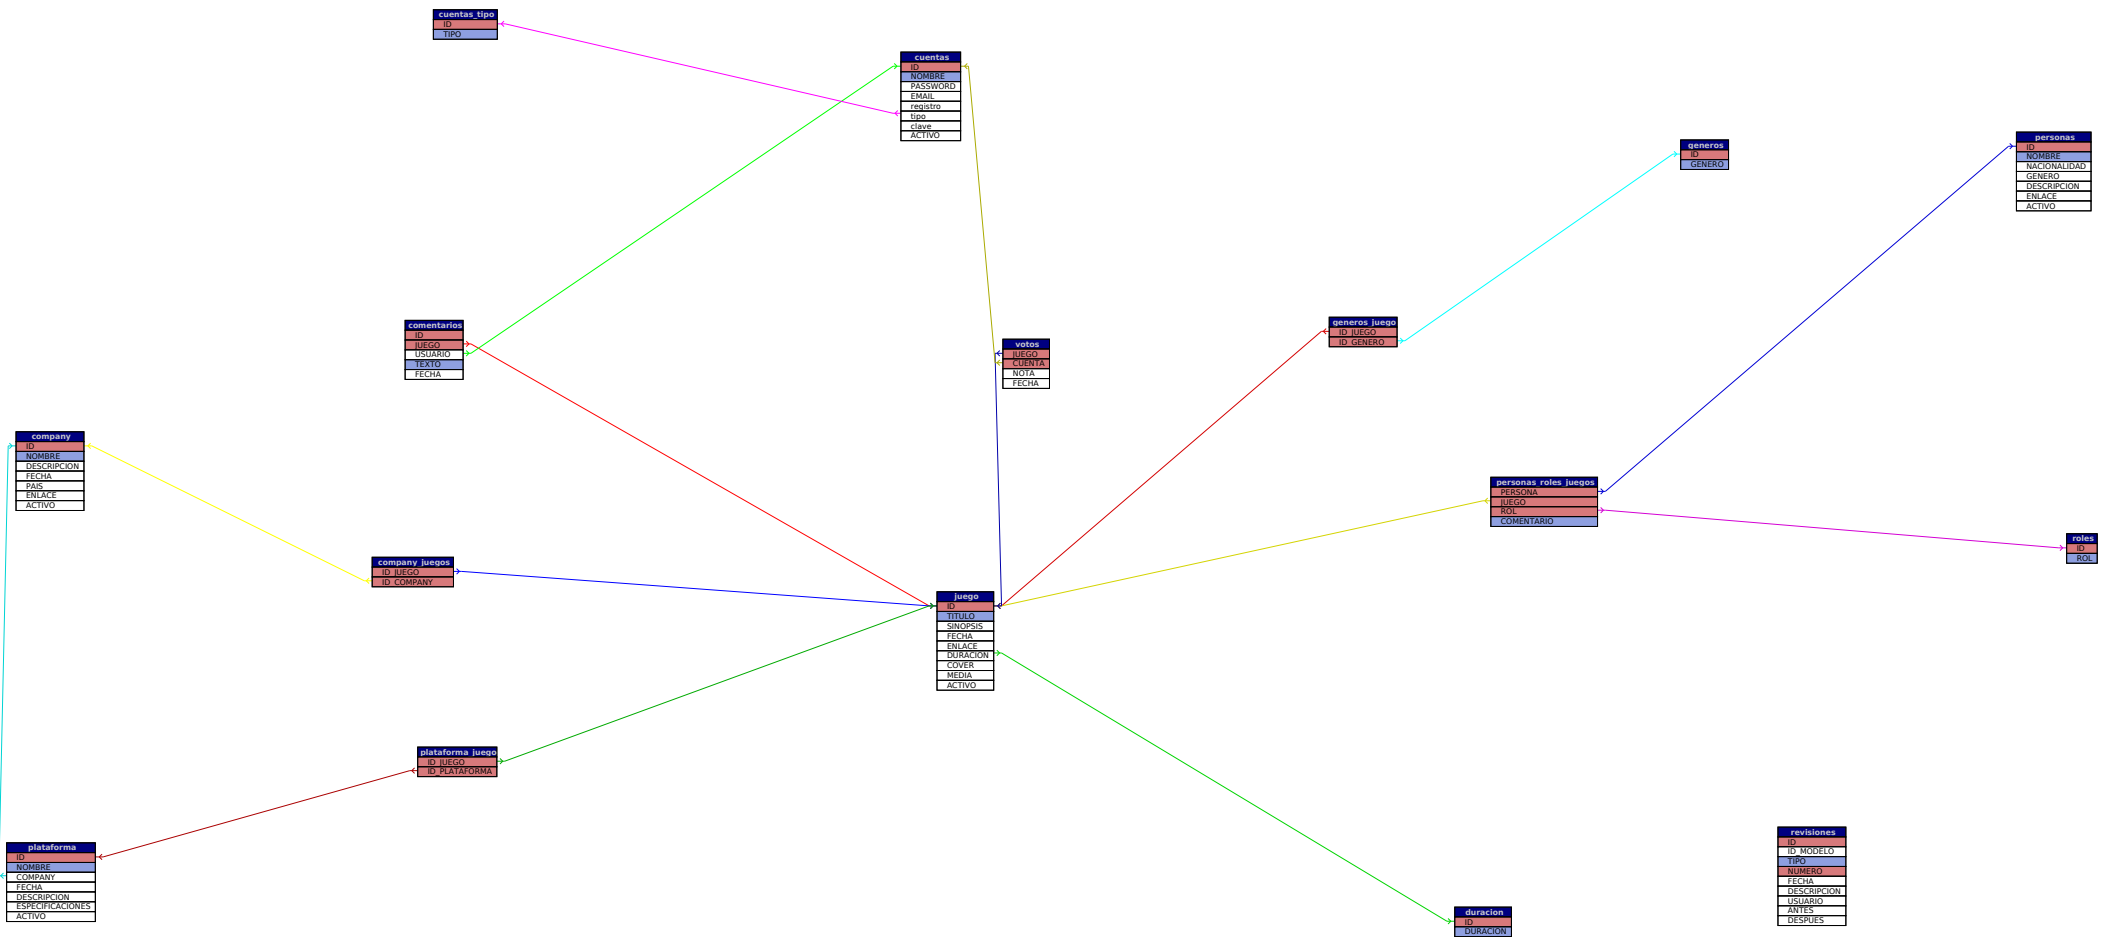 cuentas_tipo
ID
TIPO
cuentas
ID
NOMBRE
PASSWORD
EMAIL
registro
tipo
clave
ACTIVO
generos
ID
GENERO
personas
ID
NOMBRE
NACIONALIDAD
GENERO
DESCRIPCION
ENLACE
ACTIVO
comentarios
ID
JUEGO
USUARIO
TEXTO
FECHA
votos
JUEGO
CUENTA
NOTA
FECHA
generos_juego
ID_JUEGO
ID_GENERO
company
ID
NOMBRE
DESCRIPCION
FECHA
PAIS
ENLACE
ACTIVO
personas_roles_juegos
PERSONA
JUEGO
ROL
COMENTARIO
roles
ID
ROL
company_juegos
ID_JUEGO
ID_COMPANY
juego
ID
TITULO
SINOPSIS
FECHA
ENLACE
DURACION
COVER
MEDIA
ACTIVO
plataforma_juego
ID_JUEGO
ID_PLATAFORMA
plataforma
ID
NOMBRE
COMPANY
FECHA
DESCRIPCION
ESPECIFICACIONES
ACTIVO
revisiones
ID
ID_MODELO
TIPO
NUMERO
FECHA
DESCRIPCION
USUARIO
ANTES
DESPUES
duracion
ID
DURACION